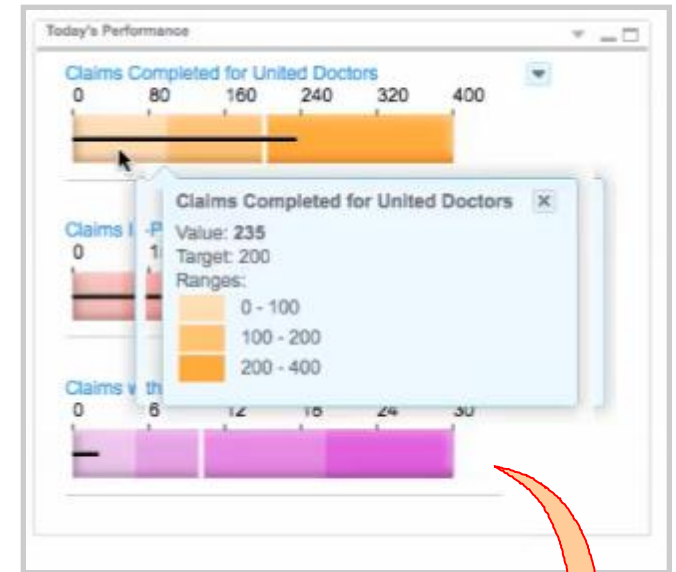 Today's Performance
Claims Completed for United Doctors
0 80 160 240 320 400
Claims Completed for United Doctors
Value: 235
Target: 200
Ranges:
0 - 100
100 - 200
200 - 400
Claims
0
Claims
0 6 12 18 24 30